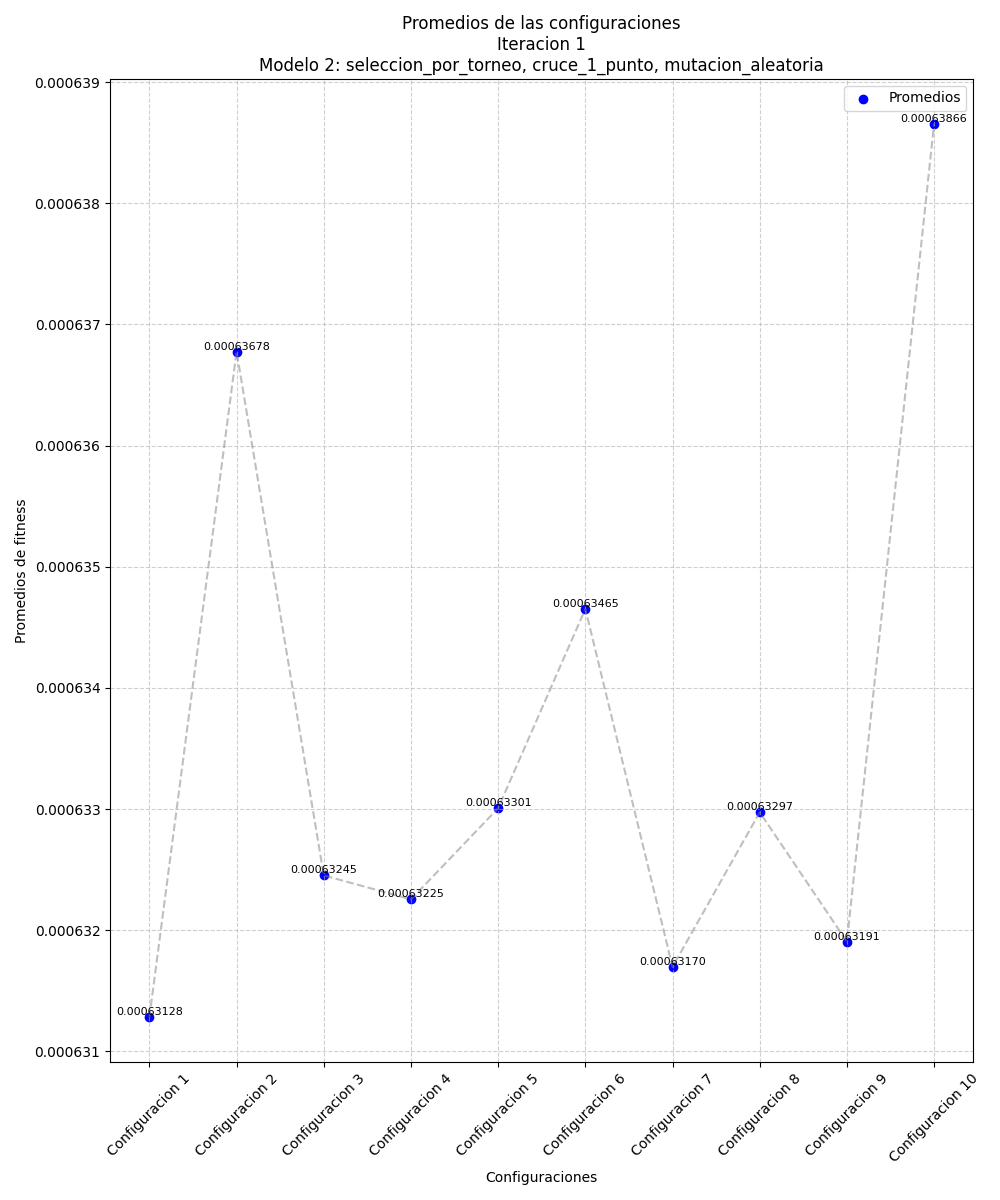 Promedios de las configuraciones
Iteracion 1
Modelo 2: seleccion_por_torneo, cruce_1_punto, mutacion_aleatoria
Promedios
0.000639
0.000638
0.000637
0.000636
0.000635
0.000634
0.000633
0.000632
0.000631
Promedios de fitness
0.00063128
0.00063678
0.00063245
0.00063225
0.00063301
0.00063465
0.00063170
0.00063297
0.00063191
0.00063866
Configuracion 1
Configuracion 2
Configuracion 3
Configuracion 4
Configuracion 5
Configuracion 6
Configuracion 7
Configuracion 8
Configuracion 9
Configuracion 10
Configuraciones